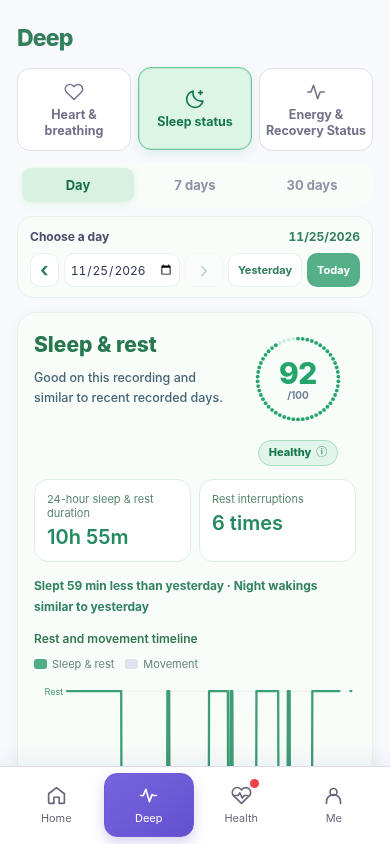 Deep
Heart &
breathing
Sleep status
Energy &
Recovery Status
Day
7 days
30 days
Choose a day
11/25/2026
11/25/2026
Yesterday
Today
Sleep & rest
Good on this recording and
similar to recent recorded days.
92
/100
Healthy ⓘ
24-hour sleep & rest
duration
10h 55m
Rest interruptions
6 times
Slept 59 min less than yesterday · Night wakings
similar to yesterday
Rest and movement timeline
Sleep & rest
Movement
Rest
Home
Deep
Health
Me